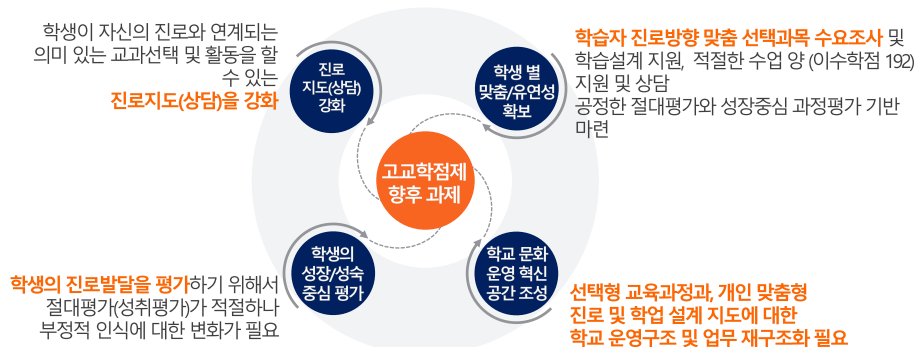 학생이 자신의 진로와 연계되는
의미 있는 교과선택 및 활동을 할
수 있는
진로지도(상담)을 강화
진로
지도(상담)
강화
학생 별
맞춤/유연성
확보
학습자 진로방향 맞춤 선택과목 수요조사 및
학습설계 지원, 적절한 수업 양 (이수학점 192)
지원 및 상담
공정한 절대평가와 성장중심 과정평가 기반
마련
고교학점제
향후 과제
학생의 진로발달을 평가하기 위해서
절대평가(성취평가)가 적절하나
부정적 인식에 대한 변화가 필요
학생의
성장/성숙
중심 평가
학교 문화
운영 혁신
공간 조성
선택형 교육과정과, 개인 맞춤형
진로 및 학업 설계 지도에 대한
학교 운영구조 및 업무 재구조화 필요